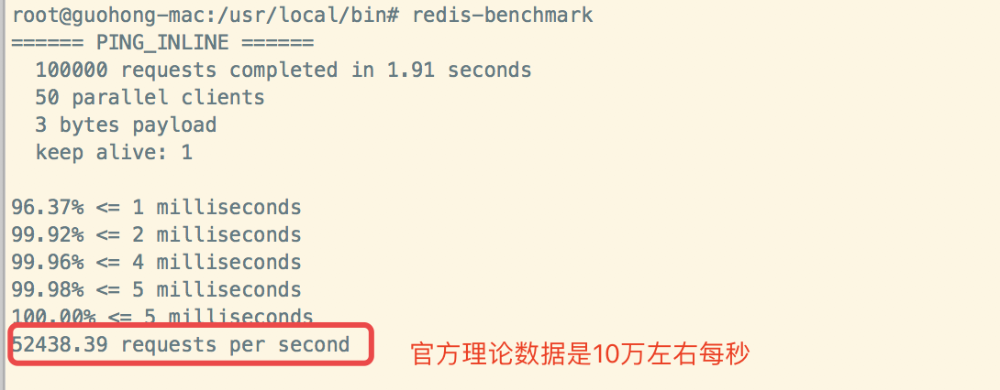 root@guohong-mac:/usr/local/bin# redis-benchmark
====== PING_INLINE ======
100000 requests completed in 1.91 seconds
50 parallel clients
3 bytes payload
keep alive: 1
96.37% <= 1 milliseconds
99.92% <= 2 milliseconds
99.96% <= 4 milliseconds
99.98% <= 5 milliseconds
100.00% <= 5 milliseconds
52438.39 requests per second
官方理论数据是10万左右每秒